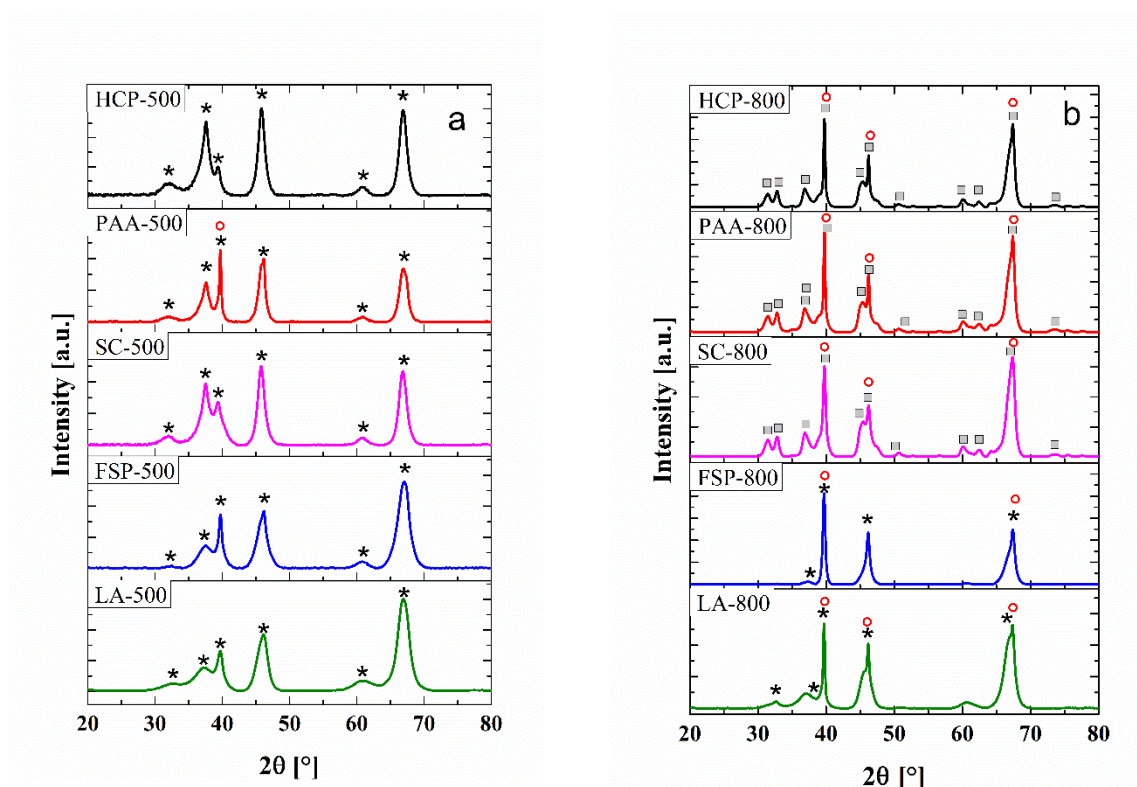 a
HCP-500
PAA-500
SC-500
FSP-500
LA-500
Intensity [a.u.]
20 30 40 50 60 70 80
2θ [°]
b
HCP-800
PAA-800
SC-800
FSP-800
LA-800
Intensity [a.u.]
20 30 40 50 60 70 80
2θ [°]